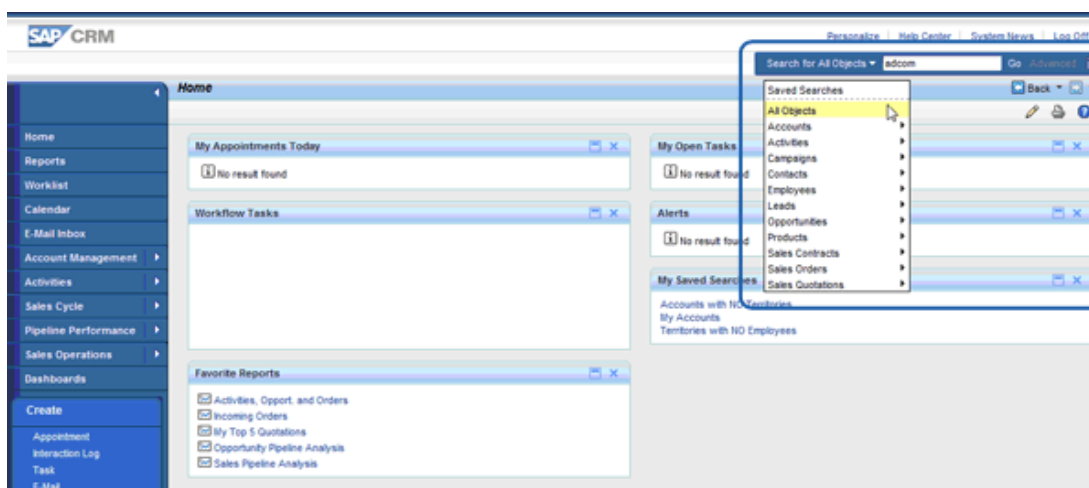 SAP CRM
Personalize Help Center System News Log Off
Search for All Objects adcom Go Advanced
Saved Searches
All Objects
Accounts
Activities
Campaigns
Contacts
Employees
Leads
Opportunities
Products
Sales Contracts
Sales Orders
Sales Quotations
Home
Back
Home
Reports
Worklist
Calendar
E-Mail Inbox
Account Management
Activities
Sales Cycle
Pipeline Performance
Sales Operations
Dashboards
Create
Appointment
Interaction Log
Task
E-Mail
My Appointments Today
No result found
Workflow Tasks
Favorite Reports
Activities, Opport. and Orders
Incoming Orders
My Top 5 Quotations
Opportunity Pipeline Analysis
Sales Pipeline Analysis
My Open Tasks
No result found
Alerts
No result found
My Saved Searches
Accounts with NO Territories
My Accounts
Territories with NO Employees